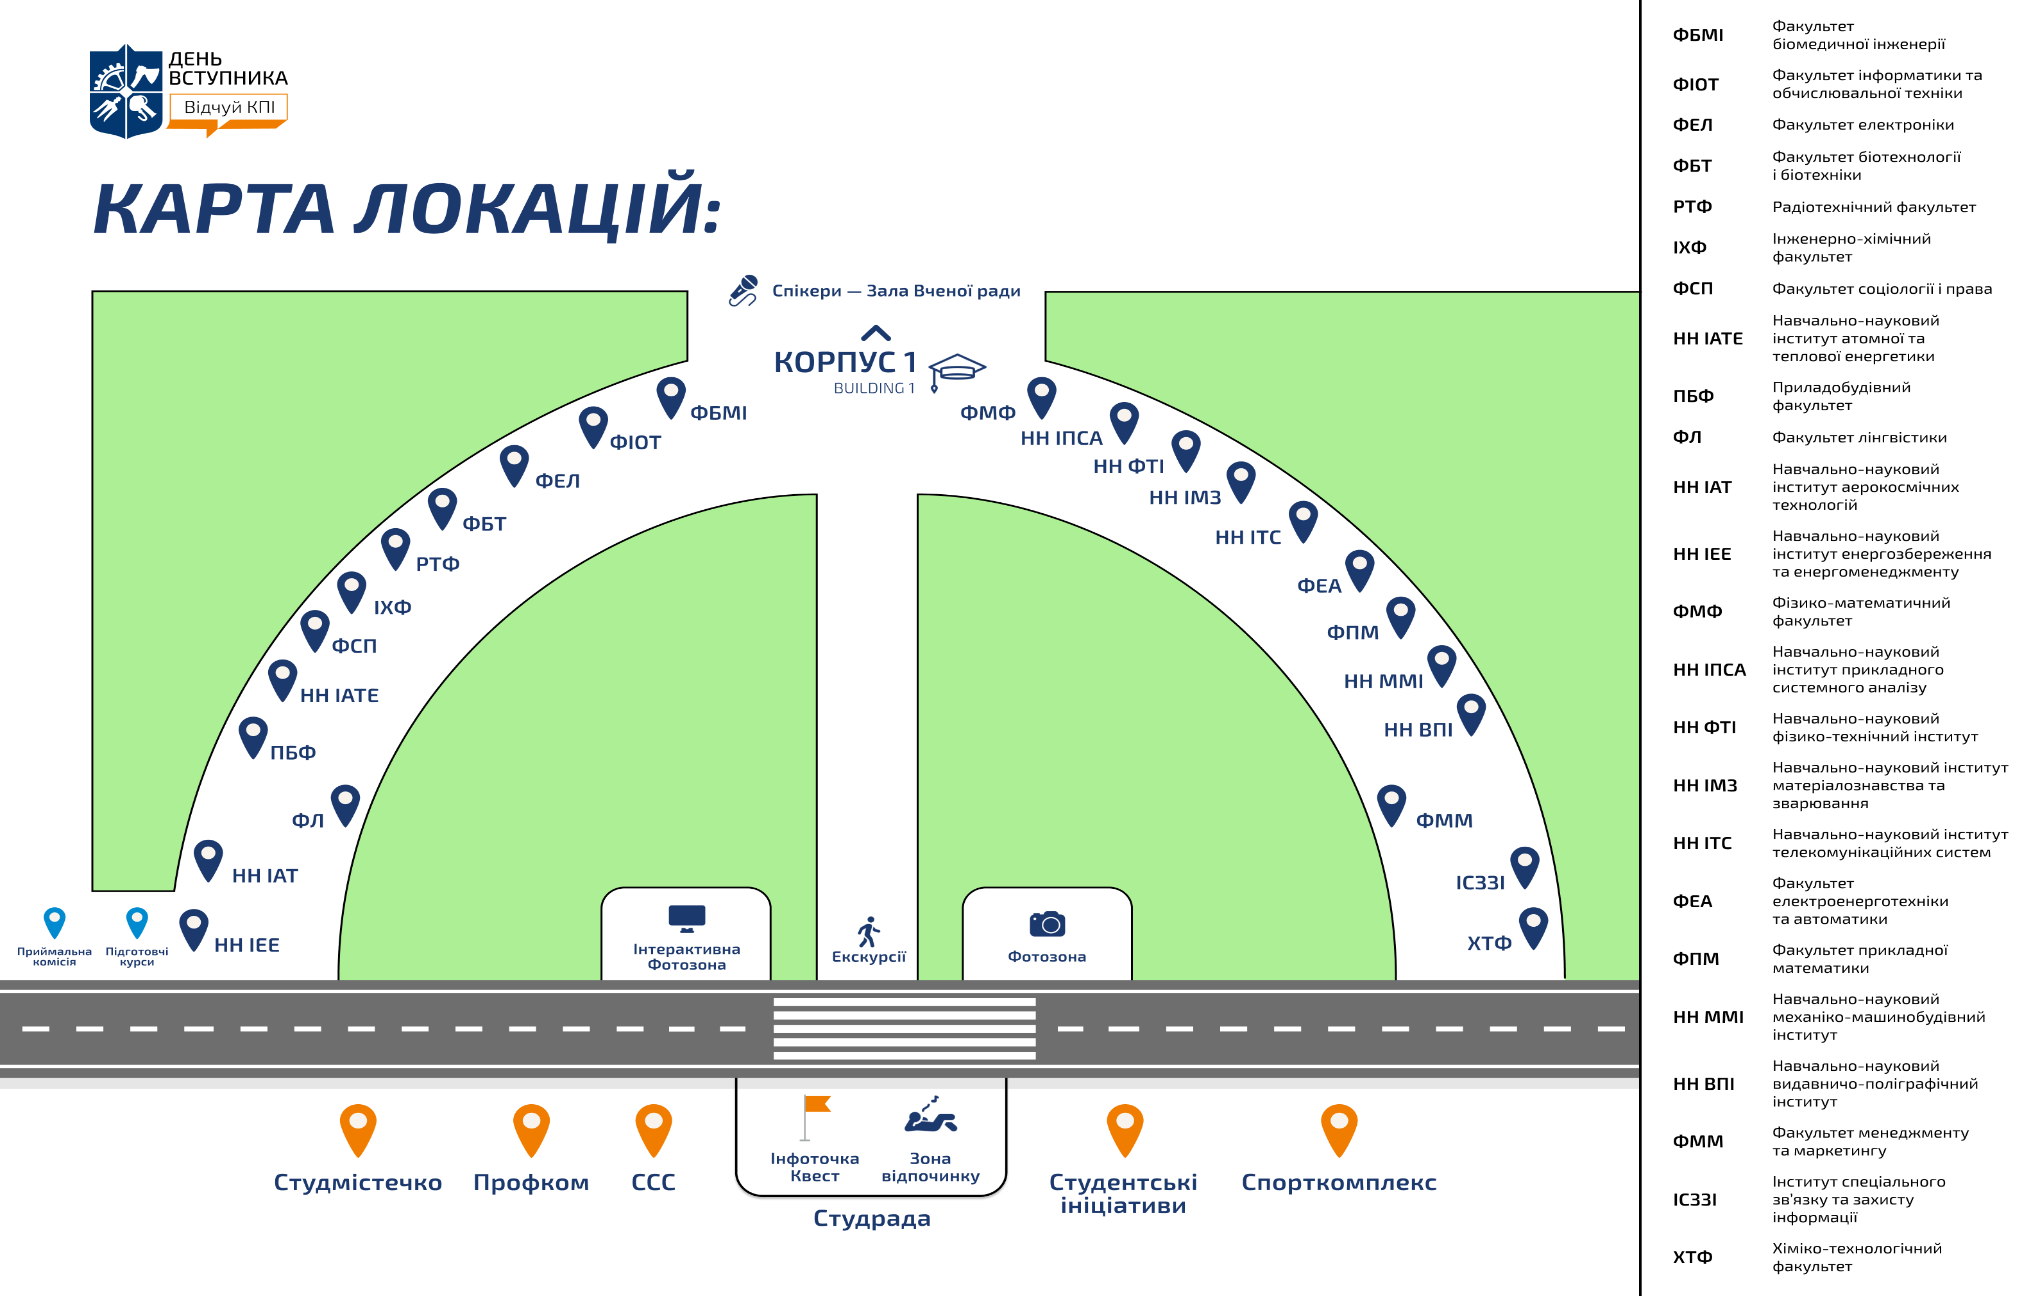 ДЕНЬ
ВСТУПНИКА
Відчуй КПІ
КАРТА ЛОКАЦІЙ:
Спікери — Зала Вченої ради
КОРПУС 1
BUILDING 1
ФБМІ
ФІОТ
ФЕЛ
ФБТ
РТФ
ІХФ
ФСП
НН ІАТЕ
ПБФ
ФЛ
НН ІАТ
НН ІЕЕ
Приймальна
комісія
Підготовчі
курси
ФМФ
НН ІПСА
НН ФТІ
НН ІМЗ
НН ІТС
ФЕА
ФПМ
НН ММІ
НН ВПІ
ФММ
ІСЗЗІ
ХТФ
Інтерактивна
Фотозона
Екскурсії
Фотозона
Студмістечко
Профком
ССС
Інфоточка
Квест
Зона
відпочинку
Студрада
Студентські
ініціативи
Спорткомплекс
ФБМІ
Факультет
біомедичної інженерії
ФІОТ
Факультет інформатики та
обчислювальної техніки
ФЕЛ
Факультет електроніки
ФБТ
Факультет біотехнології
і біотехніки
РТФ
Радіотехнічний факультет
ІХФ
Інженерно-хімічний
факультет
ФСП
Факультет соціології і права
НН ІАТЕ
Навчально-науковий
інститут атомної та
теплової енергетики
ПБФ
Приладобудівний
факультет
ФЛ
Факультет лінгвістики
НН ІАТ
Навчально-науковий
інститут аерокосмічних
технологій
НН ІЕЕ
Навчально-науковий
інститут енергозбереження
та енергоменеджменту
ФМФ
Фізико-математичний
факультет
НН ІПСА
Навчально-науковий
інститут прикладного
системного аналізу
НН ФТІ
Навчально-науковий
фізико-технічний інститут
НН ІМЗ
Навчально-науковий інститут
матеріалознавства та
зварювання
НН ІТС
Навчально-науковий інститут
телекомунікаційних систем
ФЕА
Факультет
електроенерготехніки
та автоматики
ФПМ
Факультет прикладної
математики
НН ММІ
Навчально-науковий
механіко-машинобудівний
інститут
НН ВПІ
Навчально-науковий
видавничо-поліграфічний
інститут
ФММ
Факультет менеджменту
та маркетингу
ІСЗЗІ
Інститут спеціального
зв'язку та захисту
інформації
ХТФ
Хіміко-технологічний
факультет